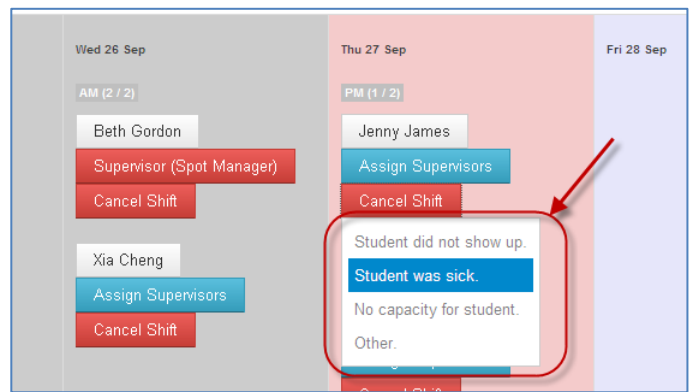 Wed 26 Sep
AM (2 / 2)
Beth Gordon
Supervisor (Spot Manager)
Cancel Shift
Xia Cheng
Assign Supervisors
Cancel Shift
Thu 27 Sep
PM (1 / 2)
Jenny James
Assign Supervisors
Cancel Shift
Student did not show up.
Student was sick.
No capacity for student.
Other.
Fri 28 Sep